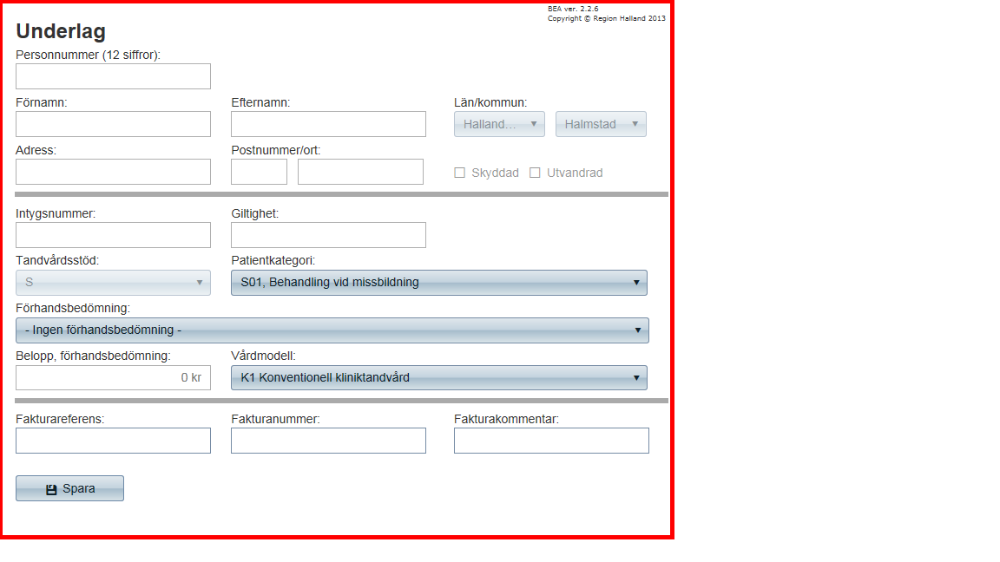 BEA ver. 2.2.6
Copyright © Region Halland 2013
Underlag
Personnummer (12 siffror):
Förnamn: Efternamn: Län/kommun:
Halland... Halmstad
Adress: Postnummer/ort:
Skyddad Utvandrad
Intygsnummer: Giltighet:
Tandvårdsstöd: Patientkategori:
S S01, Behandling vid missbildning
Förhandsbedömning:
- Ingen förhandsbedömning -
Belopp, förhandsbedömning: Vårdmodell:
0 kr K1 Konventionell kliniktandvård
Fakturareferens: Fakturanummer: Fakturakommentar:
Spara